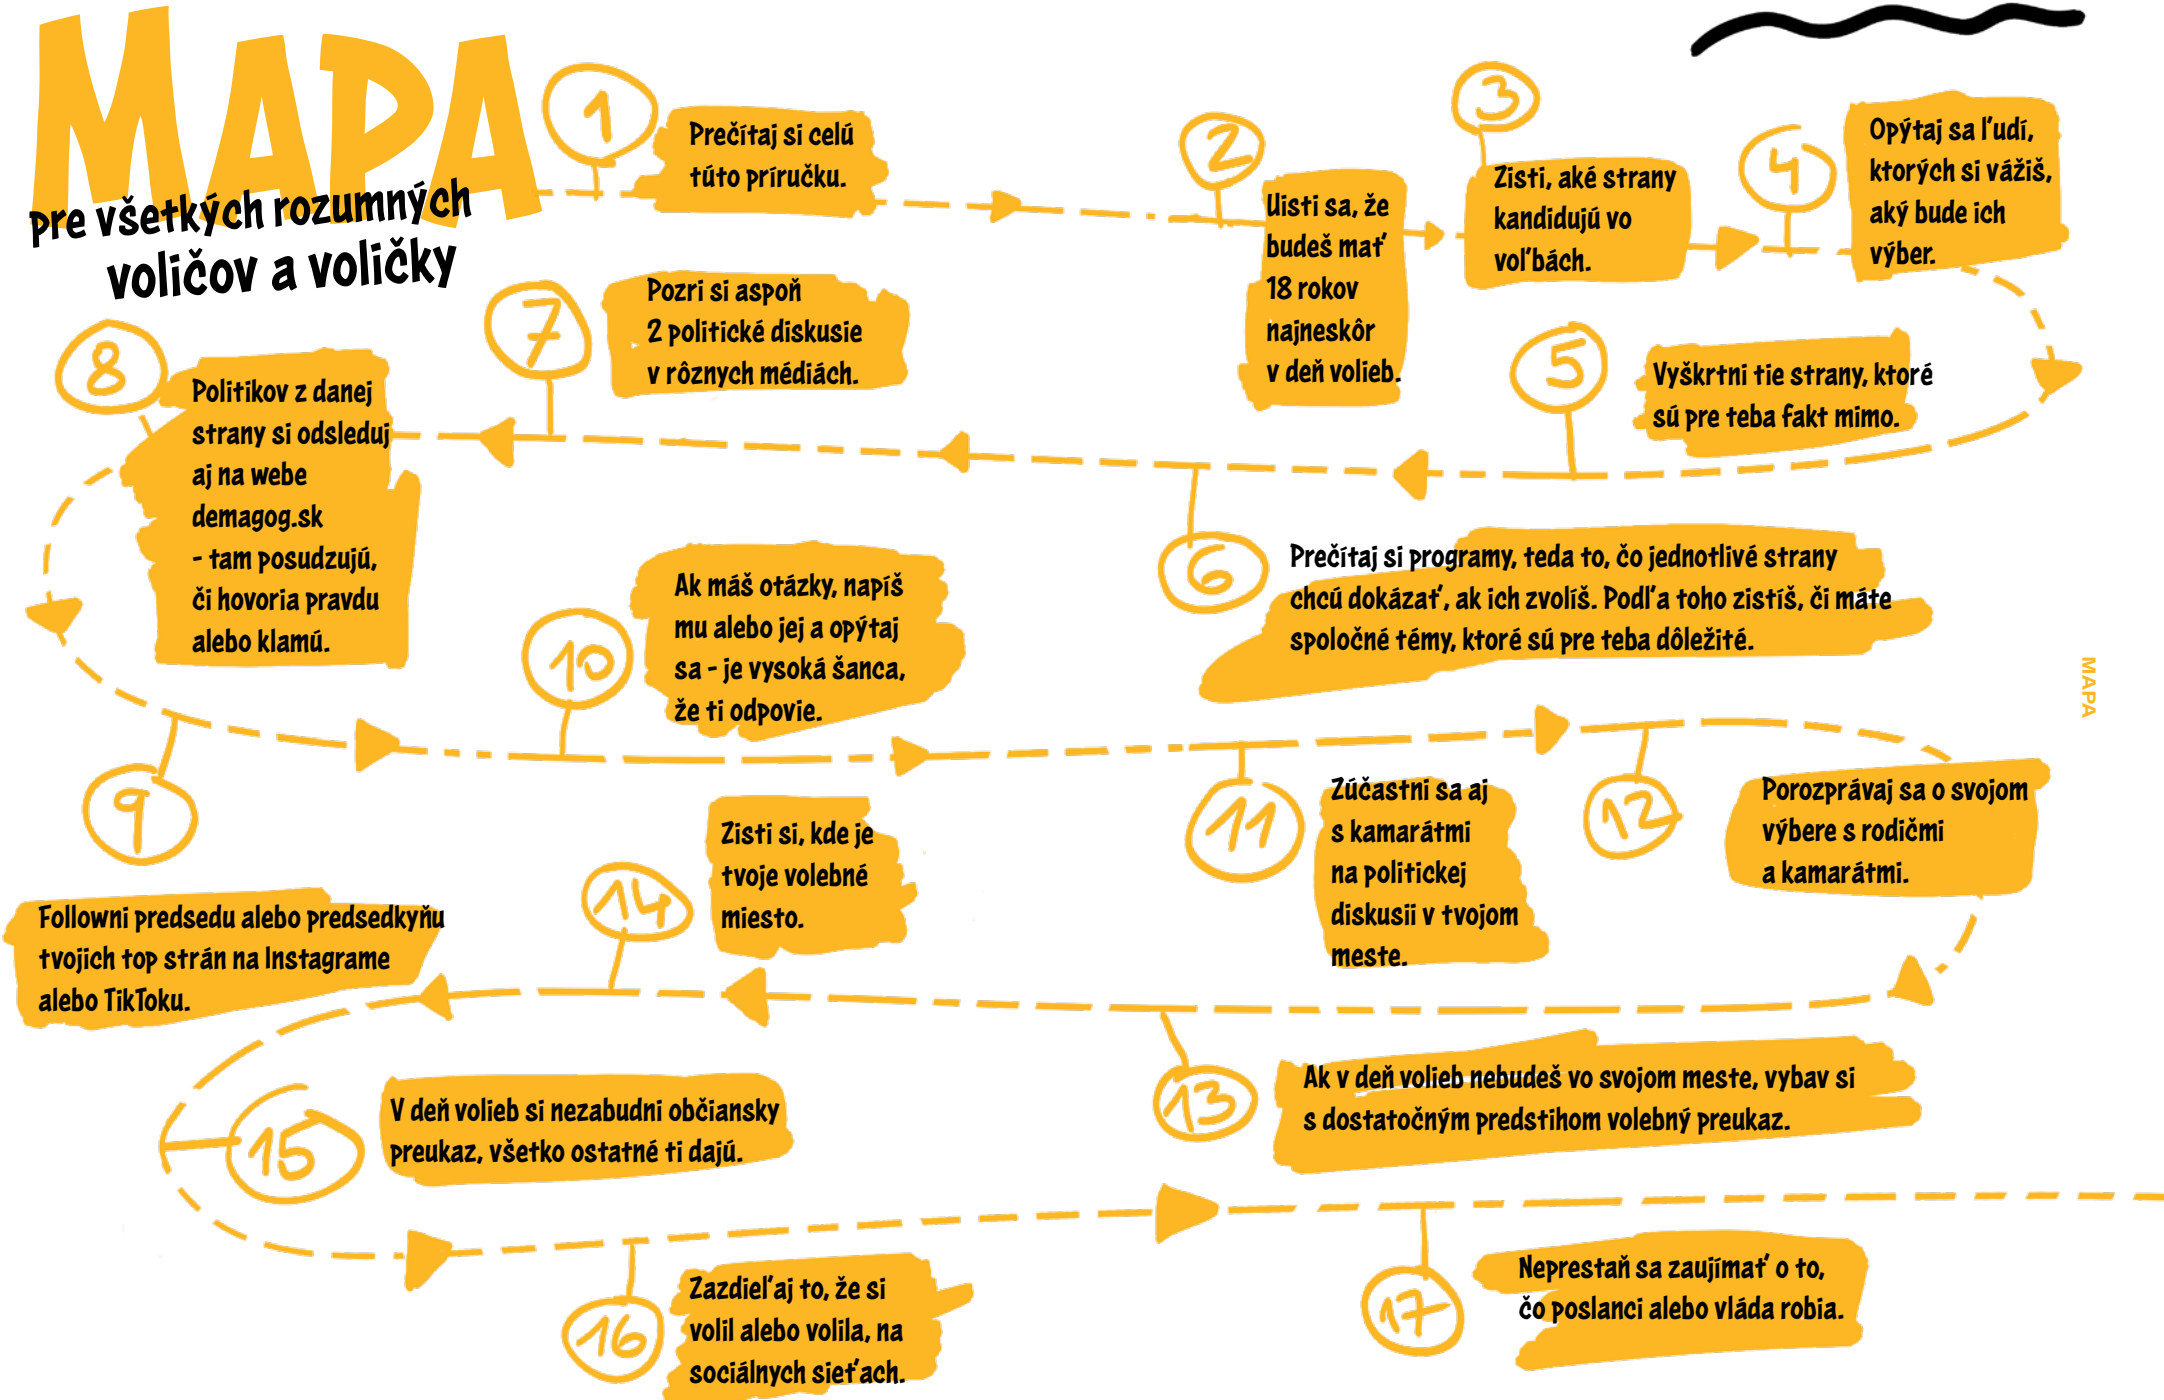 MAPA
pre všetkých rozumných
voličov a voličky
1
Prečítaj si celú
túto príručku.
2
Uisti sa, že
budeš mať
18 rokov
najneskôr
v deň volieb.
3
Zisti, aké strany
kandidujú vo
voľbách.
4
Opýtaj sa ľudí,
ktorých si vážiš,
aký bude ich
výber.
5
Vyškrtni tie strany, ktoré
sú pre teba fakt mimo.
6
Prečítaj si programy, teda to, čo jednotlivé strany
chcú dokázať, ak ich zvolíš. Podľa toho zistíš, či máte
spoločné témy, ktoré sú pre teba dôležité.
7
Pozri si aspoň
2 politické diskusie
v rôznych médiách.
8
Politikov z danej
strany si odsleduj
aj na webe
demagog.sk
- tam posudzujú,
či hovoria pravdu
alebo klamú.
9
Followni predsedu alebo predsedkyňu
tvojich top strán na Instagrame
alebo TikToku.
10
Ak máš otázky, napíš
mu alebo jej a opýtaj
sa - je vysoká šanca,
že ti odpovie.
11
Zúčastni sa aj
s kamarátmi
na politickej
diskusii v tvojom
meste.
12
Porozprávaj sa o svojom
výbere s rodičmi
a kamarátmi.
13
Ak v deň volieb nebudeš vo svojom meste, vybav si
s dostatočným predstihom volebný preukaz.
14
Zisti si, kde je
tvoje volebné
miesto.
15
V deň volieb si nezabudni občiansky
preukaz, všetko ostatné ti dajú.
16
Zazdieľaj to, že si
volil alebo volila, na
sociálnych sieťach.
17
Neprestaň sa zaujímať o to,
čo poslanci alebo vláda robia.
MAPA